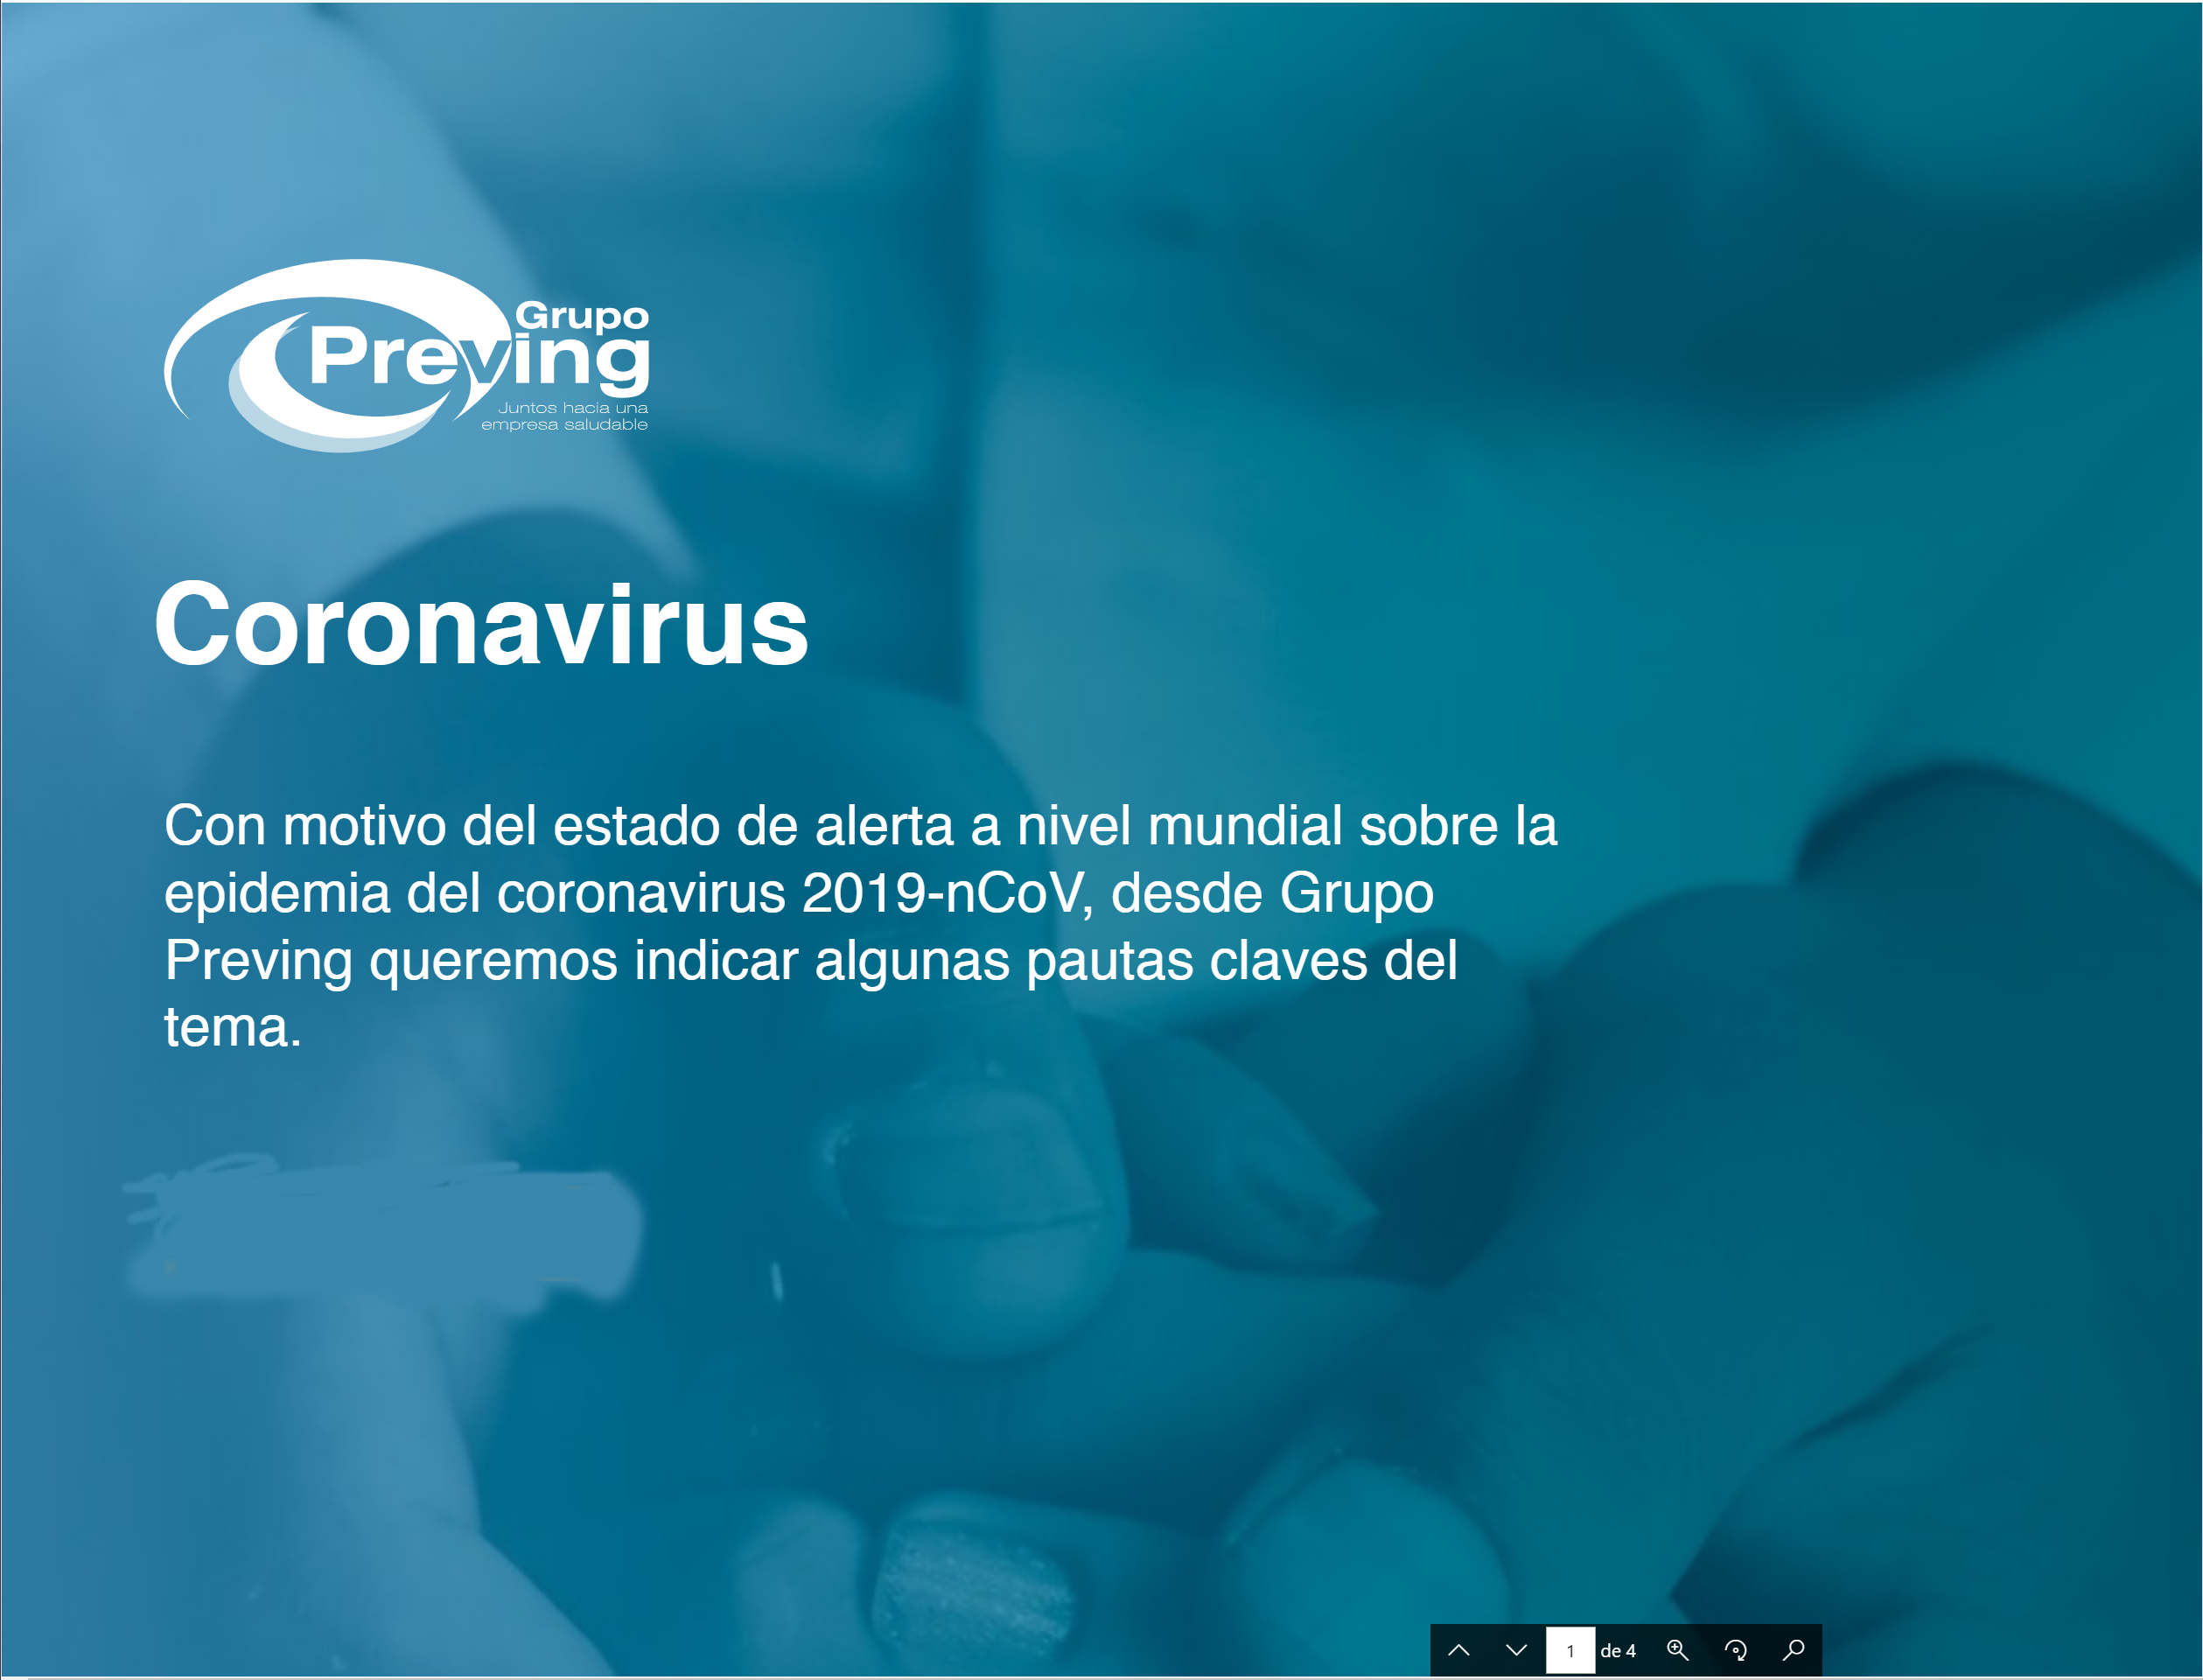 Grupo
Preving
Juntos hacia una
empresa saludable
Coronavirus
Con motivo del estado de alerta a nivel mundial sobre la
epidemia del coronavirus 2019-nCoV, desde Grupo
Preving queremos indicar algunas pautas claves del
tema.
1 de 4